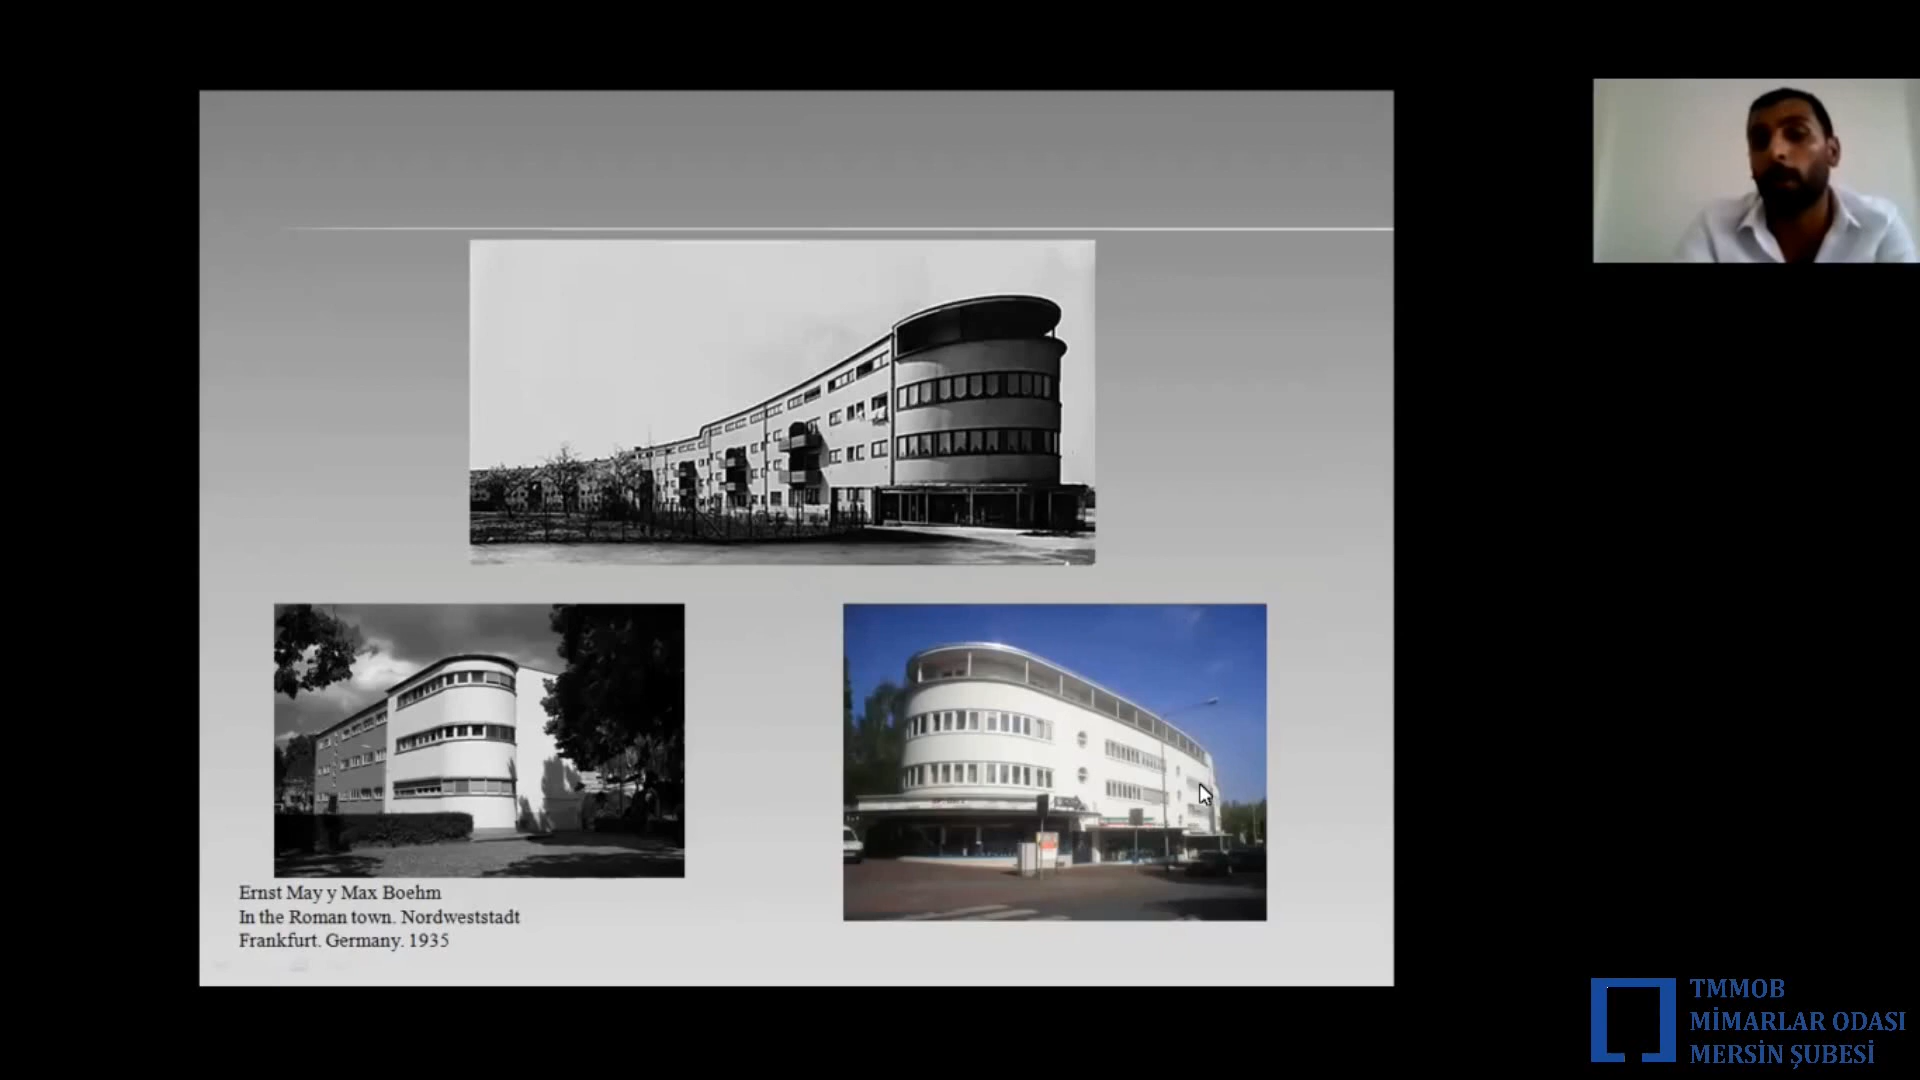 Ernst May y Max Boehm
In the Roman town. Nordweststadt
Frankfurt. Germany. 1935
TMMOB
MİMARLAR ODASI
MERSİN ŞUBESİ